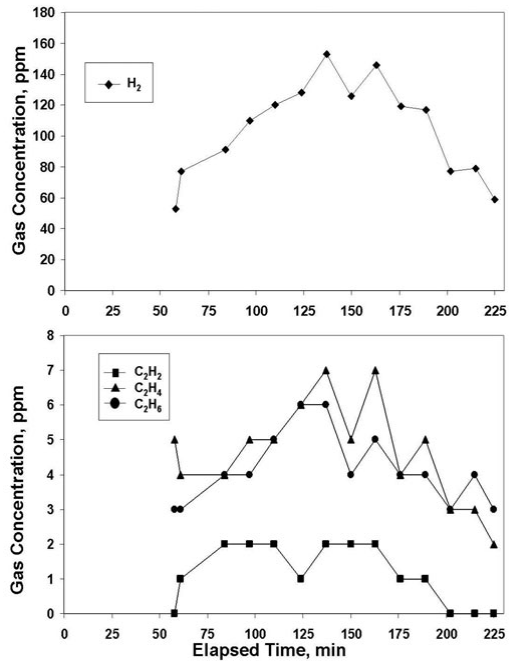 Gas Concentration, ppm
180
160
140
120
100
80
60
40
20
0
H₂
0 25 50 75 100 125 150 175 200 225
Gas Concentration, ppm
8
7
6
5
4
3
2
1
0
C₂H₂
C₂H₄
C₂H₆
0 25 50 75 100 125 150 175 200 225
Elapsed Time, min